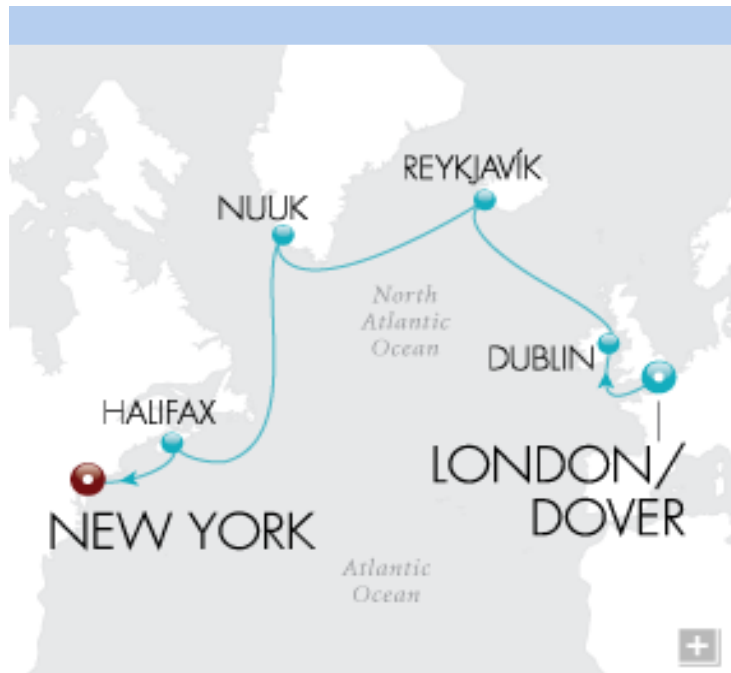 REYKJAVÍK
NUUK
North
Atlantic
Ocean
DUBLIN
HALIFAX
LONDON/
DOVER
NEW YORK
Atlantic
Ocean